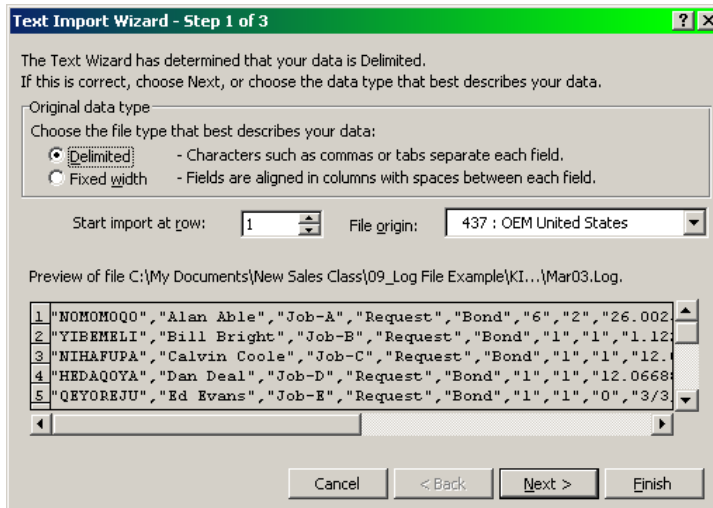 Text Import Wizard - Step 1 of 3
The Text Wizard has determined that your data is Delimited.
If this is correct, choose Next, or choose the data type that best describes your data.
Original data type
Choose the file type that best describes your data:
Delimited - Characters such as commas or tabs separate each field.
Fixed width - Fields are aligned in columns with spaces between each field.
Start import at row: 1 File origin: 437 : OEM United States
Preview of file C:\My Documents\New Sales Class\09_Log File Example\KI...\Mar03.Log.
1 "NOMOMOQO","Alan Able","Job-A","Request","Bond","6","2","26.002
2 "YIBEMELI","Bill Bright","Job-B","Request","Bond","1","1","1.12
3 "NIHAFUPA","Calvin Coole","Job-C","Request","Bond","1","1","12.
4 "HEDAQOYA","Dan Deal","Job-D","Request","Bond","1","1","12.0668
5 "QEYOREJU","Ed Evans","Job-E","Request","Bond","1","1","0","3/3
Cancel < Back Next > Finish